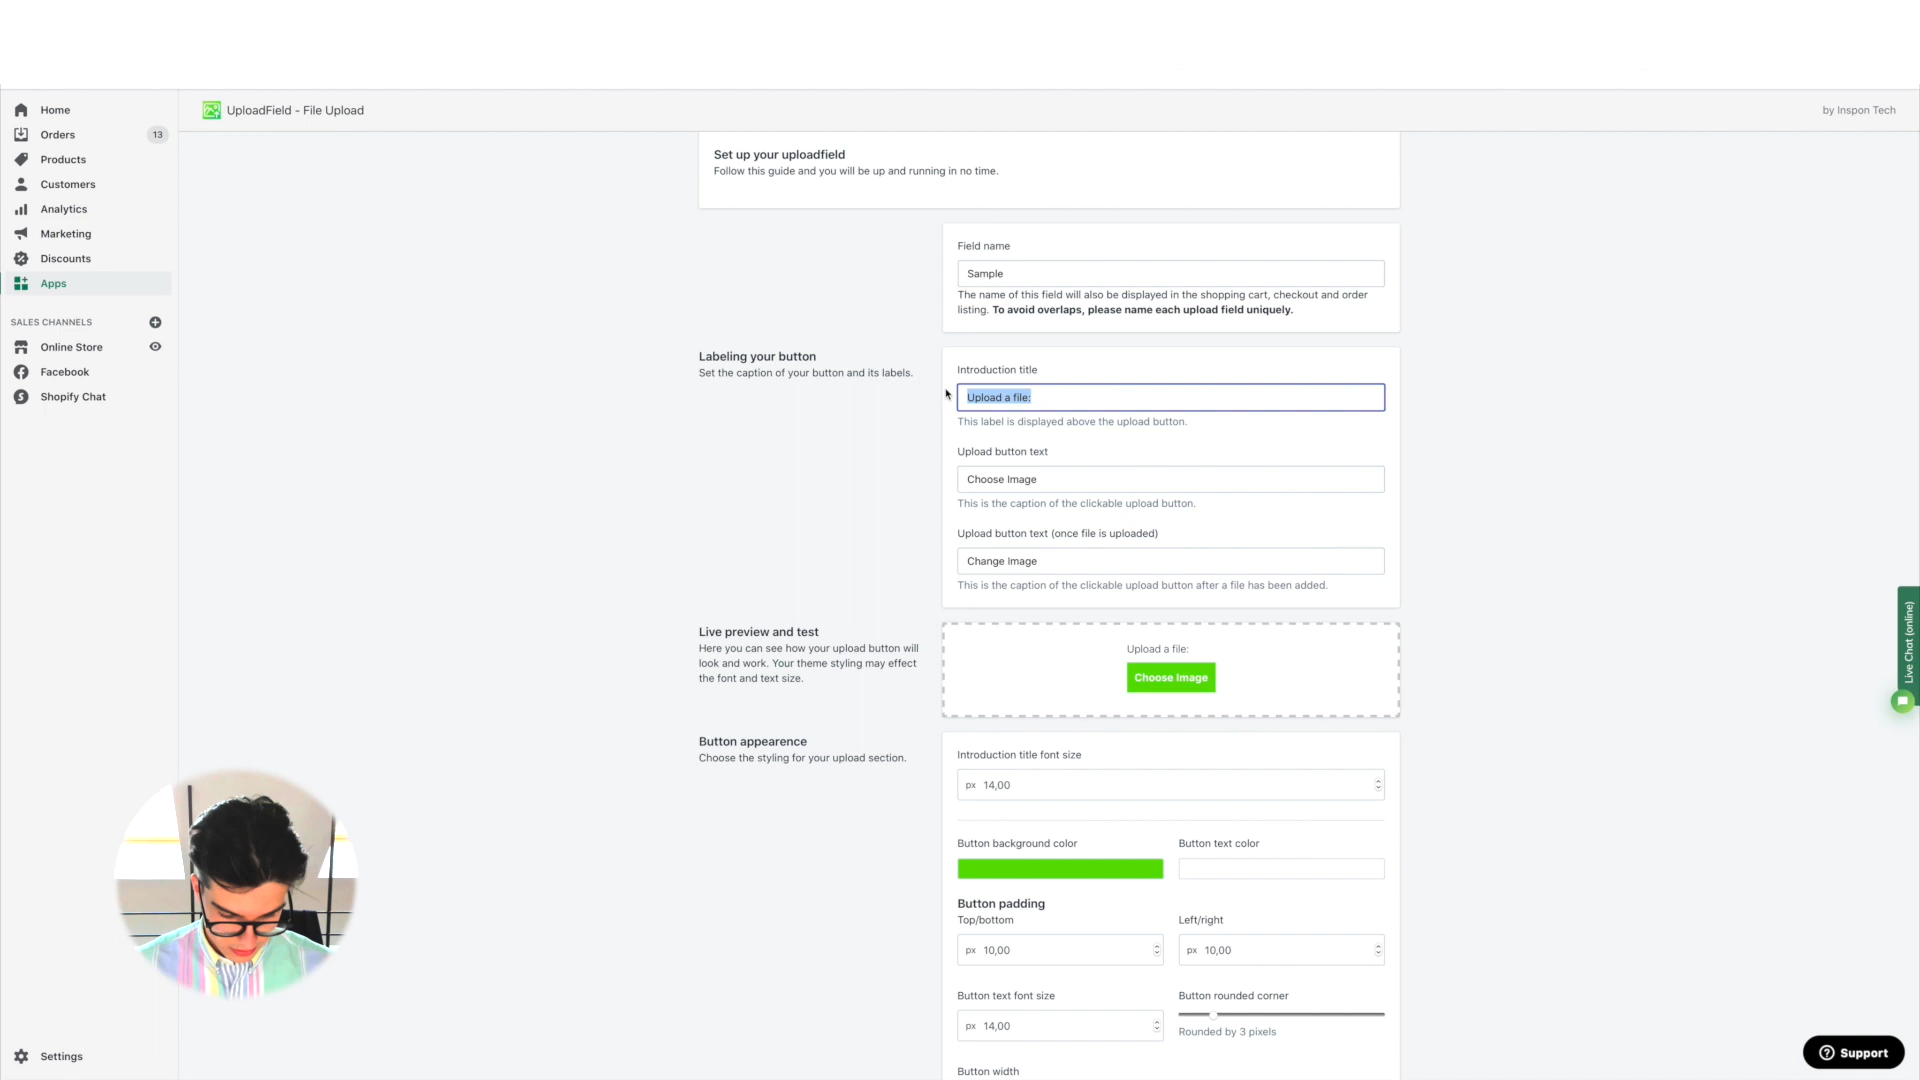 Home
Orders 13
Products
Customers
Analytics
Marketing
Discounts
Apps
SALES CHANNELS
Online Store
Facebook
Shopify Chat
Settings
UploadField - File Upload
by Inspon Tech
Set up your uploadfield
Follow this guide and you will be up and running in no time.
Field name
Sample
The name of this field will also be displayed in the shopping cart, checkout and order
listing. To avoid overlaps, please name each upload field uniquely.
Labeling your button
Set the caption of your button and its labels.
Introduction title
Upload a file:
This label is displayed above the upload button.
Upload button text
Choose Image
This is the caption of the clickable upload button.
Upload button text (once file is uploaded)
Change Image
This is the caption of the clickable upload button after a file has been added.
Live preview and test
Here you can see how your upload button will
look and work. Your theme styling may effect
the font and text size.
Upload a file:
Choose Image
Button appearence
Choose the styling for your upload section.
Introduction title font size
px 14,00
Button background color
Button text color
Button padding
Top/bottom
Left/right
px 10,00
px 10,00
Button text font size
Button rounded corner
px 14,00
Rounded by 3 pixels
Button width
Live Chat (online)
Support